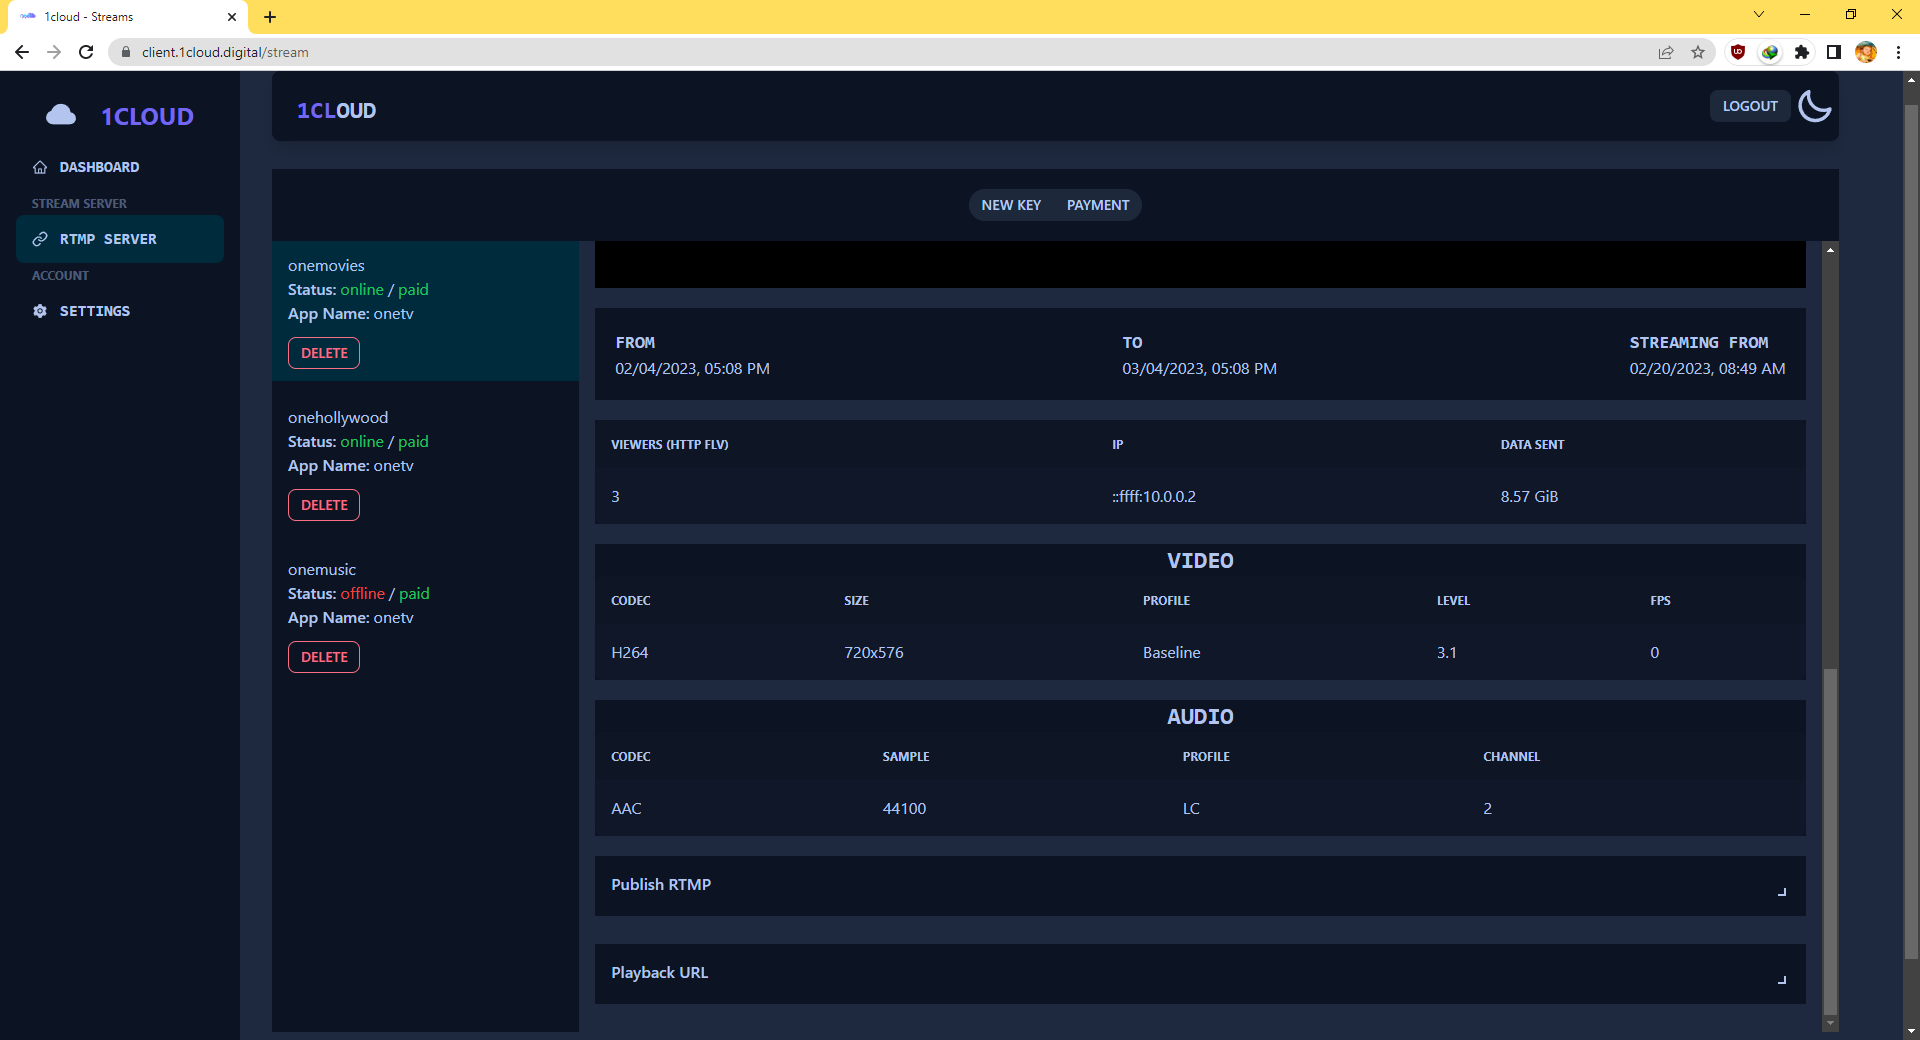 1cloud - Streams
client.1cloud.digital/stream
1CLOUD
DASHBOARD
STREAM SERVER
RTMP SERVER
ACCOUNT
SETTINGS
1CLOUD
LOGOUT
NEW KEY PAYMENT
onemovies
Status: online / paid
App Name: onetv
DELETE
onehollywood
Status: online / paid
App Name: onetv
DELETE
onemusic
Status: offline / paid
App Name: onetv
DELETE
FROM TO STREAMING FROM
02/04/2023, 05:08 PM 03/04/2023, 05:08 PM 02/20/2023, 08:49 AM
VIEWERS (HTTP FLV) IP DATA SENT
3 ::ffff:10.0.0.2 8.57 GiB
VIDEO
CODEC SIZE PROFILE LEVEL FPS
H264 720x576 Baseline 3.1 0
AUDIO
CODEC SAMPLE PROFILE CHANNEL
AAC 44100 LC 2
Publish RTMP
Playback URL